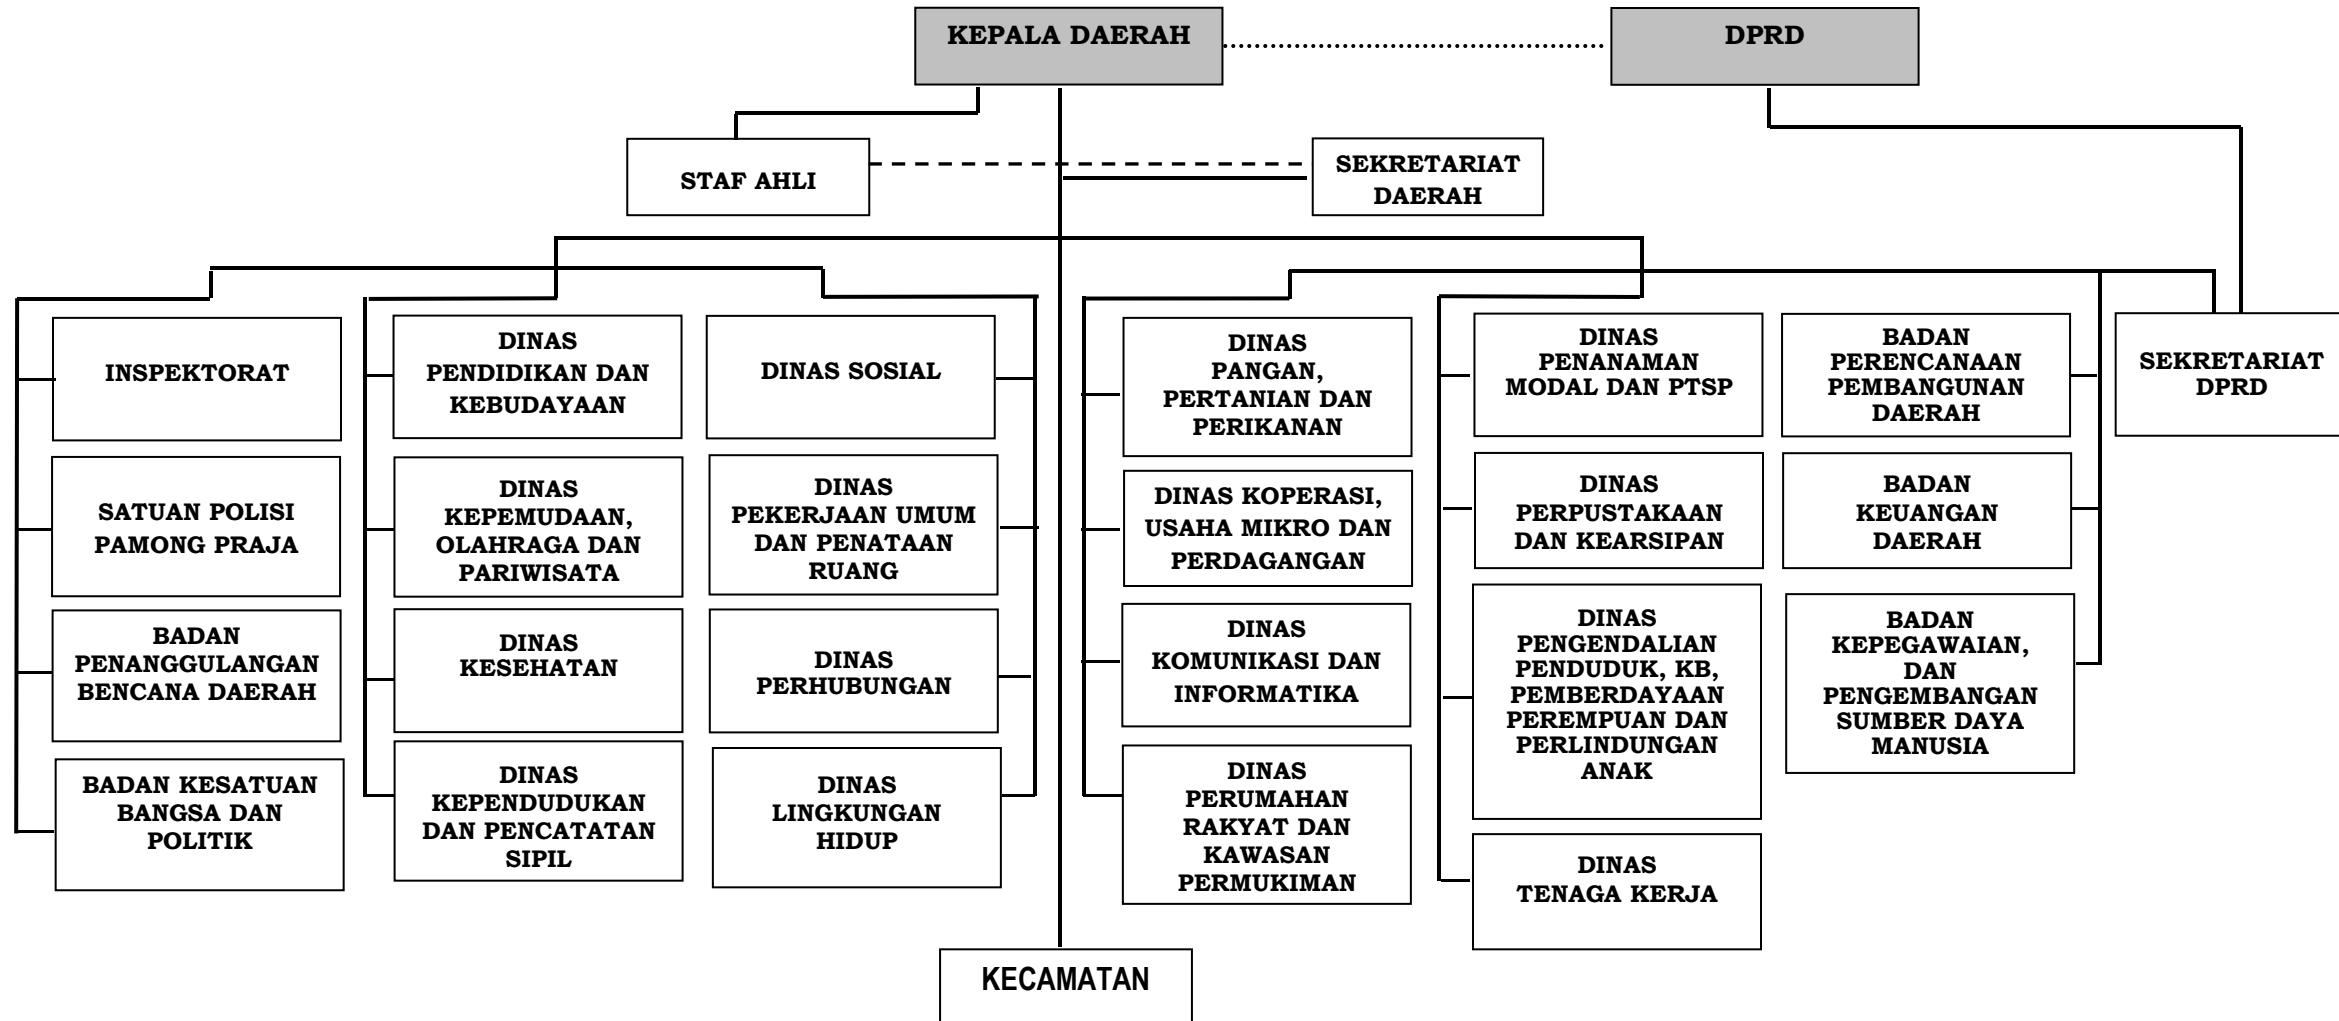 KEPALA DAERAH
DPRD
STAF AHLI
SEKRETARIAT
DAERAH
INSPEKTORAT
SATUAN POLISI
PAMONG PRAJA
BADAN
PENANGGULANGAN
BENCANA DAERAH
BADAN KESATUAN
BANGSA DAN
POLITIK
DINAS
PENDIDIKAN DAN
KEBUDAYAAN
DINAS
KEPEMUDAAN,
OLAHRAGA DAN
PARIWISATA
DINAS
KESEHATAN
DINAS
KEPENDUDUKAN
DAN PENCATATAN
SIPIL
DINAS SOSIAL
DINAS
PEKERJAAN UMUM
DAN PENATAAN
RUANG
DINAS
PERHUBUNGAN
DINAS
LINGKUNGAN
HIDUP
DINAS
PANGAN,
PERTANIAN DAN
PERIKANAN
DINAS KOPERASI,
USAHA MIKRO DAN
PERDAGANGAN
DINAS
KOMUNIKASI DAN
INFORMATIKA
DINAS
PERUMAHAN
RAKYAT DAN
KAWASAN
PERMUKIMAN
DINAS
PENANAMAN
MODAL DAN PTSP
DINAS
PERPUSTAKAAN
DAN KEARSIPAN
DINAS
PENGENDALIAN
PENDUDUK, KB,
PEMBERDAYAAN
PEREMPUAN DAN
PERLINDUNGAN
ANAK
DINAS
TENAGA KERJA
BADAN
PERENCANAAN
PEMBANGUNAN
DAERAH
BADAN
KEUANGAN
DAERAH
BADAN
KEPEGAWAIAN,
DAN
PENGEMBANGAN
SUMBER DAYA
MANUSIA
SEKRETARIAT
DPRD
KECAMATAN